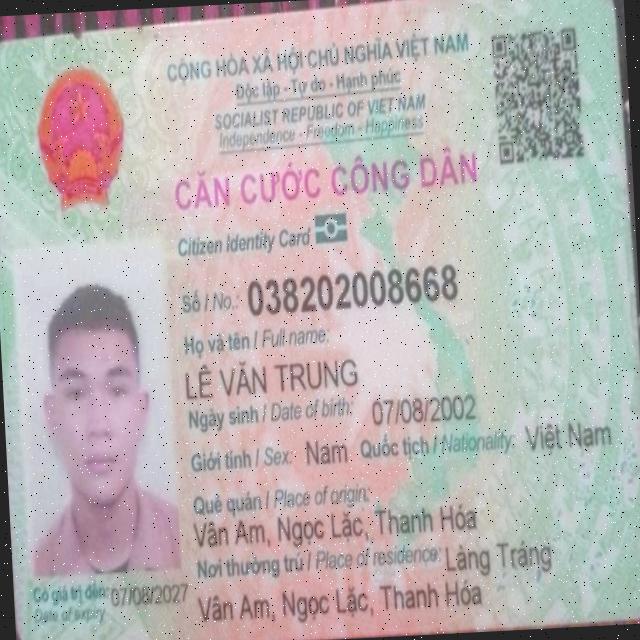 CỘNG HÒA XÃ HỘI CHỦ NGHĨA VIỆT NAM
Độc lập - Tự do - Hạnh phúc
SOCIALIST REPUBLIC OF VIET NAM
Independence - Freedom - Happiness
CĂN CƯỚC CÔNG DÂN
Citizen Identity Card
Số / No.: 038202008668
Họ và tên / Full name:
LÊ VĂN TRUNG
Ngày sinh / Date of birth: 07/08/2002
Giới tính / Sex: Nam Quốc tịch / Nationality: Việt Nam
Quê quán / Place of origin:
Vân Am, Ngọc Lặc, Thanh Hóa
Nơi thường trú / Place of residence: Làng Tráng
Vân Am, Ngọc Lặc, Thanh Hóa
Có giá trị đến: 07/08/2027
Date of expiry